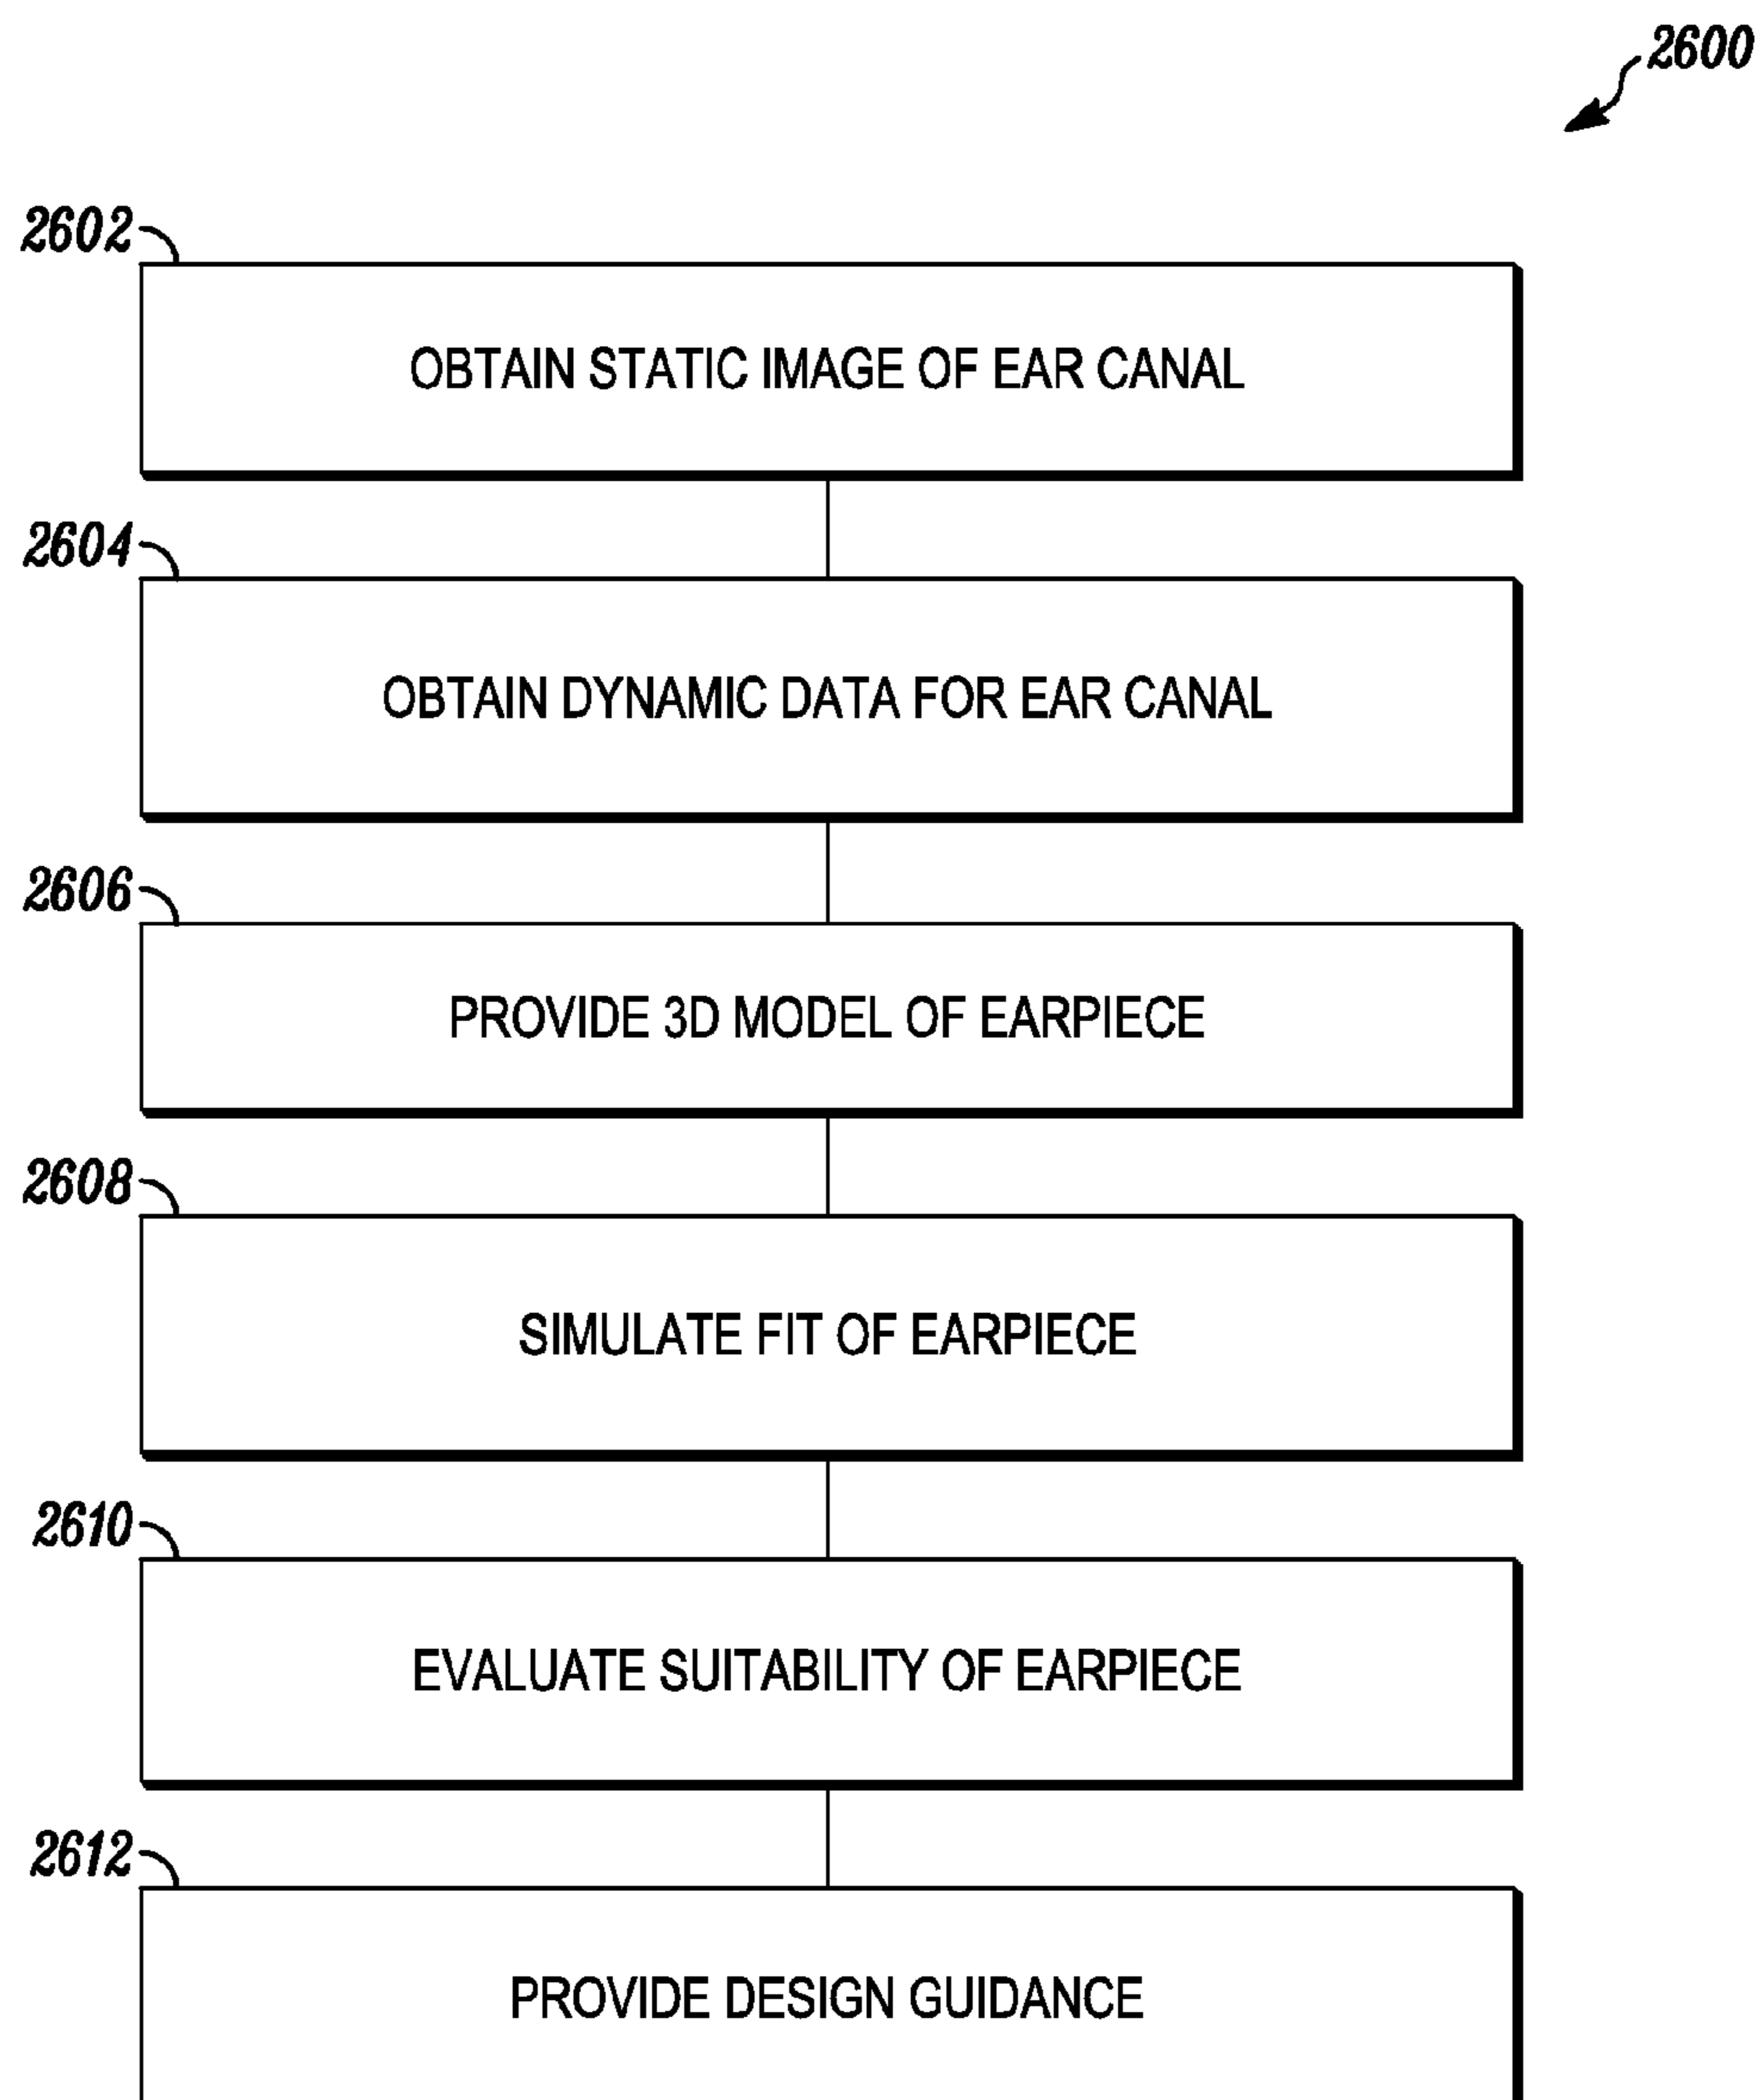 2600
2602
OBTAIN STATIC IMAGE OF EAR CANAL
2604
OBTAIN DYNAMIC DATA FOR EAR CANAL
2606
PROVIDE 3D MODEL OF EARPIECE
2608
SIMULATE FIT OF EARPIECE
2610
EVALUATE SUITABILITY OF EARPIECE
2612
PROVIDE DESIGN GUIDANCE